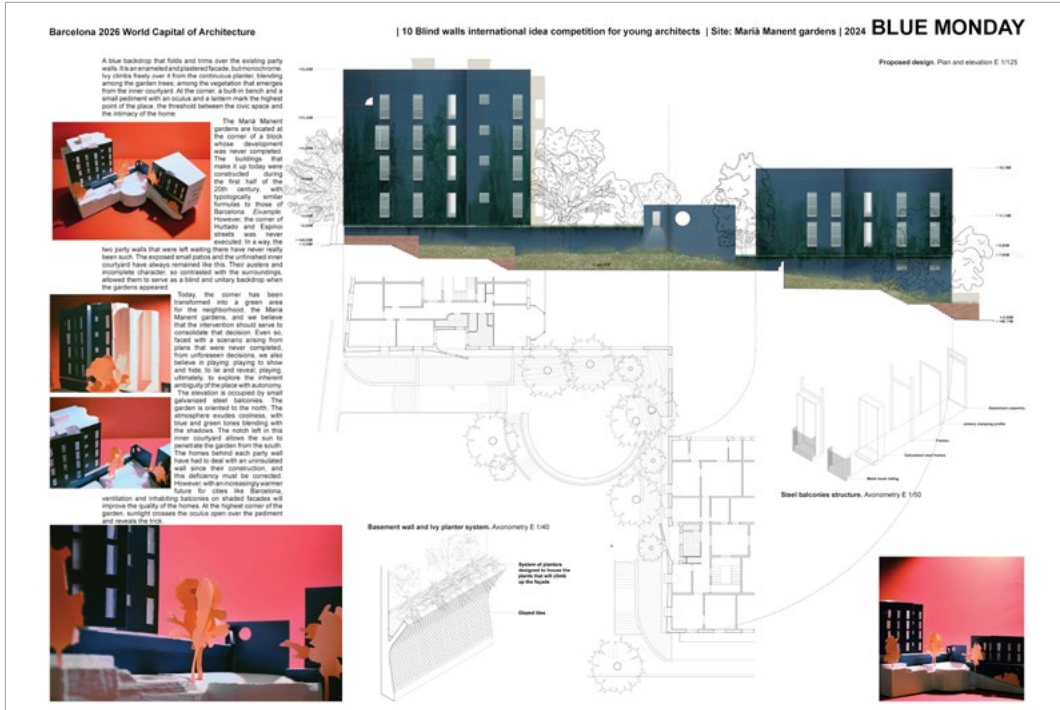 Barcelona 2026 World Capital of Architecture
| 10 Blind walls international idea competition for young architects | Site: Marià Manent gardens | 2024 BLUE MONDAY
A blue backdrop that folds and trims over the existing party
walls. It is an enameled and plastered facade, but monochrome.
Ivy climbs freely over it from the continuous planter, blending
among the garden trees; among the vegetation that emerges
from the inner courtyard. At the corner, a built-in bench and a
small pediment with an oculus and a lantern mark the highest
point of the place, the threshold between the civic space and
the intimacy of the home.
The Marià Manent
gardens are located at
the corner of a block
whose development
was never completed.
The buildings that
make it up today were
constructed during
the first half of the
20th century, with
typologically similar
formulas to those of
Barcelona Eixample.
However, the corner of
Hurtado and Espinoi
streets was never
executed. In a way, the
two party walls that were left waiting there have never really
been such. The exposed small patios and the unfinished inner
courtyard have always remained like this. Their austere and
incomplete character, so contrasted with the surroundings,
allowed them to serve as a blind and unitary backdrop when
the gardens appeared.
Today, the corner has been
transformed into a green area
for the neighborhood, the Marià
Manent gardens, and we believe
that the intervention should serve to
consolidate that decision. Even so,
faced with a scenario arising from
plans that were never completed,
from unforeseen decisions, we also
believe in playing: playing to show
and hide, to lie and reveal, playing,
ultimately, to explore the inherent
ambiguity of the place with autonomy.
The elevation is occupied by small
galvanized steel balconies. The
garden is oriented to the north. The
atmosphere exudes coolness, with
blue and green tones blending with
the shadows. The notch left in this
inner courtyard allows the sun to
penetrate the garden from the south.
The homes behind each party wall
have had to deal with an uninsulated
wall since their construction, and
this deficiency must be corrected.
However, with an increasingly warmer
future for cities like Barcelona,
ventilation and inhabiting balconies on shaded facades will
improve the quality of the homes. At the highest corner of the
garden, sunlight crosses the oculus open over the pediment
and reveals the trick.
Proposed design. Plan and elevation E 1/125
Aluminium carpentry
Frames
Galvanized steel frames
Metal mesh railing
Steel balconies structure. Axonometry E 1/50
Basement wall and Ivy planter system. Axonometry E 1/40
System of planters
designed to house the
plants that will climb
up the façade
Glazed tiles